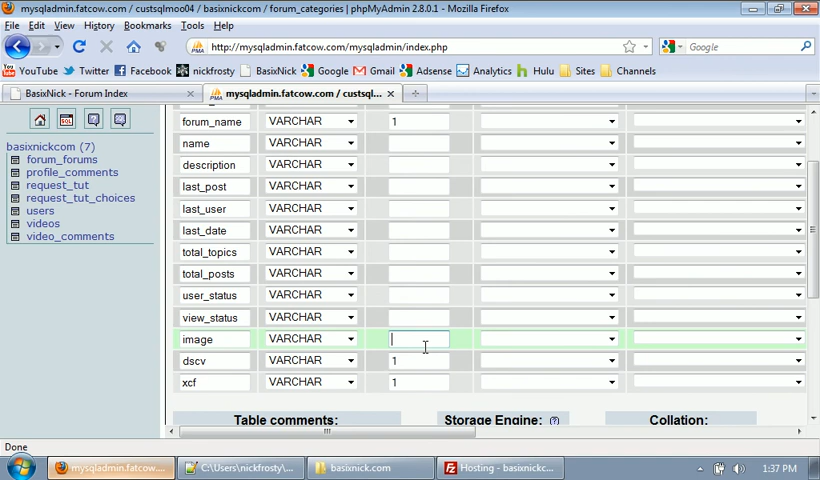 mysqladmin.fatcow.com / custsqlmoo04 / basixnickcom / forum_categories | phpMyAdmin 2.8.0.1 - Mozilla Firefox
File Edit View History Bookmarks Tools Help
http://mysqladmin.fatcow.com/mysqladmin/index.php
Google
YouTube Twitter Facebook nickfrosty BasixNick Google Gmail Adsense Analytics Hulu Sites Channels
BasixNick - Forum Index
mysqladmin.fatcow.com / custsql...
basixnickcom (7)
forum_forums
profile_comments
request_tut
request_tut_choices
users
videos
video_comments
forum_name VARCHAR 1
name VARCHAR
description VARCHAR
last_post VARCHAR
last_user VARCHAR
last_date VARCHAR
total_topics VARCHAR
total_posts VARCHAR
user_status VARCHAR
view_status VARCHAR
image VARCHAR
dscv VARCHAR 1
xcf VARCHAR 1
Table comments: Storage Engine: Collation:
Done
mysqladmin.fatcow.com... C:\Users\nickfrosty\Doc... basixnick.com Hosting - basixnickc... 1:37 PM